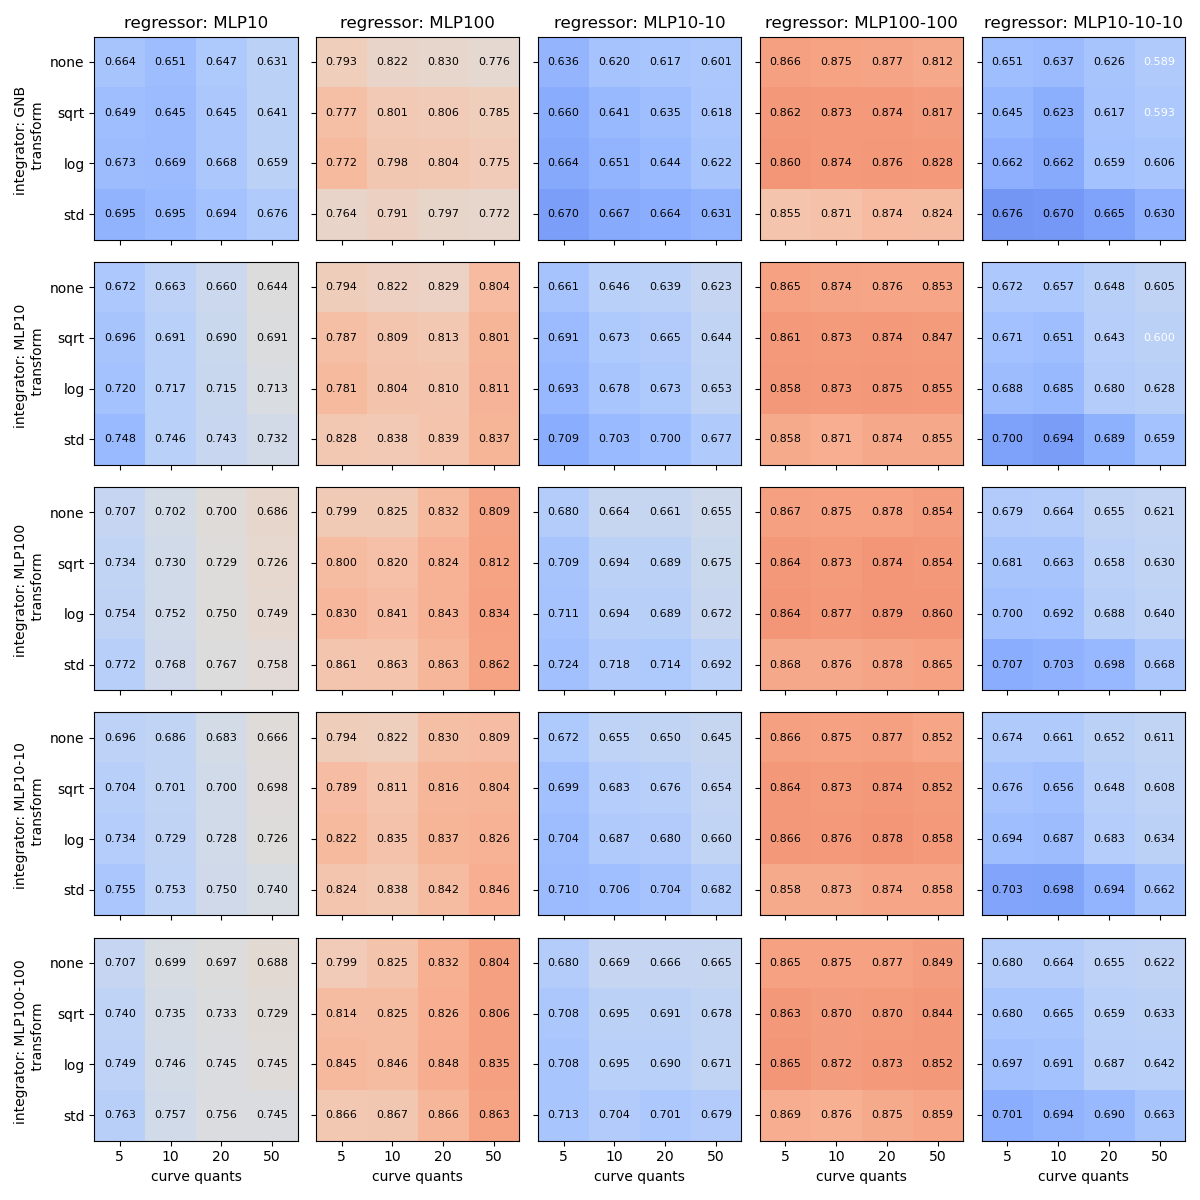 regressor: MLP10 regressor: MLP100 regressor: MLP10-10 regressor: MLP100-100 regressor: MLP10-10-10
integrator: GNB
transform
none 0.664 0.651 0.647 0.631 0.793 0.822 0.830 0.776 0.636 0.620 0.617 0.601 0.866 0.875 0.877 0.812 0.651 0.637 0.626 0.589
sqrt 0.649 0.645 0.645 0.641 0.777 0.801 0.806 0.785 0.660 0.641 0.635 0.618 0.862 0.873 0.874 0.817 0.645 0.623 0.617 0.593
log 0.673 0.669 0.668 0.659 0.772 0.798 0.804 0.775 0.664 0.651 0.644 0.622 0.860 0.874 0.876 0.828 0.662 0.662 0.659 0.606
std 0.695 0.695 0.694 0.676 0.764 0.791 0.797 0.772 0.670 0.667 0.664 0.631 0.855 0.871 0.874 0.824 0.676 0.670 0.665 0.630
integrator: MLP10
transform
none 0.672 0.663 0.660 0.644 0.794 0.822 0.829 0.804 0.661 0.646 0.639 0.623 0.865 0.874 0.876 0.853 0.672 0.657 0.648 0.605
sqrt 0.696 0.691 0.690 0.691 0.787 0.809 0.813 0.801 0.691 0.673 0.665 0.644 0.861 0.873 0.874 0.847 0.671 0.651 0.643 0.600
log 0.720 0.717 0.715 0.713 0.781 0.804 0.810 0.811 0.693 0.678 0.673 0.653 0.858 0.873 0.875 0.855 0.688 0.685 0.680 0.628
std 0.748 0.746 0.743 0.732 0.828 0.838 0.839 0.837 0.709 0.703 0.700 0.677 0.858 0.871 0.874 0.855 0.700 0.694 0.689 0.659
integrator: MLP100
transform
none 0.707 0.702 0.700 0.686 0.799 0.825 0.832 0.809 0.680 0.664 0.661 0.655 0.867 0.875 0.878 0.854 0.679 0.664 0.655 0.621
sqrt 0.734 0.730 0.729 0.726 0.800 0.820 0.824 0.812 0.709 0.694 0.689 0.675 0.864 0.873 0.874 0.854 0.681 0.663 0.658 0.630
log 0.754 0.752 0.750 0.749 0.830 0.841 0.843 0.834 0.711 0.694 0.689 0.672 0.864 0.877 0.879 0.860 0.700 0.692 0.688 0.640
std 0.772 0.768 0.767 0.758 0.861 0.863 0.863 0.862 0.724 0.718 0.714 0.692 0.868 0.876 0.878 0.865 0.707 0.703 0.698 0.668
integrator: MLP10-10
transform
none 0.696 0.686 0.683 0.666 0.794 0.822 0.830 0.809 0.672 0.655 0.650 0.645 0.866 0.875 0.877 0.852 0.674 0.661 0.652 0.611
sqrt 0.704 0.701 0.700 0.698 0.789 0.811 0.816 0.804 0.699 0.683 0.676 0.654 0.864 0.873 0.874 0.852 0.676 0.656 0.648 0.608
log 0.734 0.729 0.728 0.726 0.822 0.835 0.837 0.826 0.704 0.687 0.680 0.660 0.866 0.876 0.878 0.858 0.694 0.687 0.683 0.634
std 0.755 0.753 0.750 0.740 0.824 0.838 0.842 0.846 0.710 0.706 0.704 0.682 0.858 0.873 0.874 0.858 0.703 0.698 0.694 0.662
integrator: MLP100-100
transform
none 0.707 0.699 0.697 0.688 0.799 0.825 0.832 0.804 0.680 0.669 0.666 0.665 0.865 0.875 0.877 0.849 0.680 0.664 0.655 0.622
sqrt 0.740 0.735 0.733 0.729 0.814 0.825 0.826 0.806 0.708 0.695 0.691 0.678 0.863 0.870 0.870 0.844 0.680 0.665 0.659 0.633
log 0.749 0.746 0.745 0.745 0.845 0.846 0.848 0.835 0.708 0.695 0.690 0.671 0.865 0.872 0.873 0.852 0.697 0.691 0.687 0.642
std 0.763 0.757 0.756 0.745 0.866 0.867 0.866 0.863 0.713 0.704 0.701 0.679 0.869 0.876 0.875 0.859 0.701 0.694 0.690 0.663
5 10 20 50 5 10 20 50 5 10 20 50 5 10 20 50 5 10 20 50
curve quants curve quants curve quants curve quants curve quants